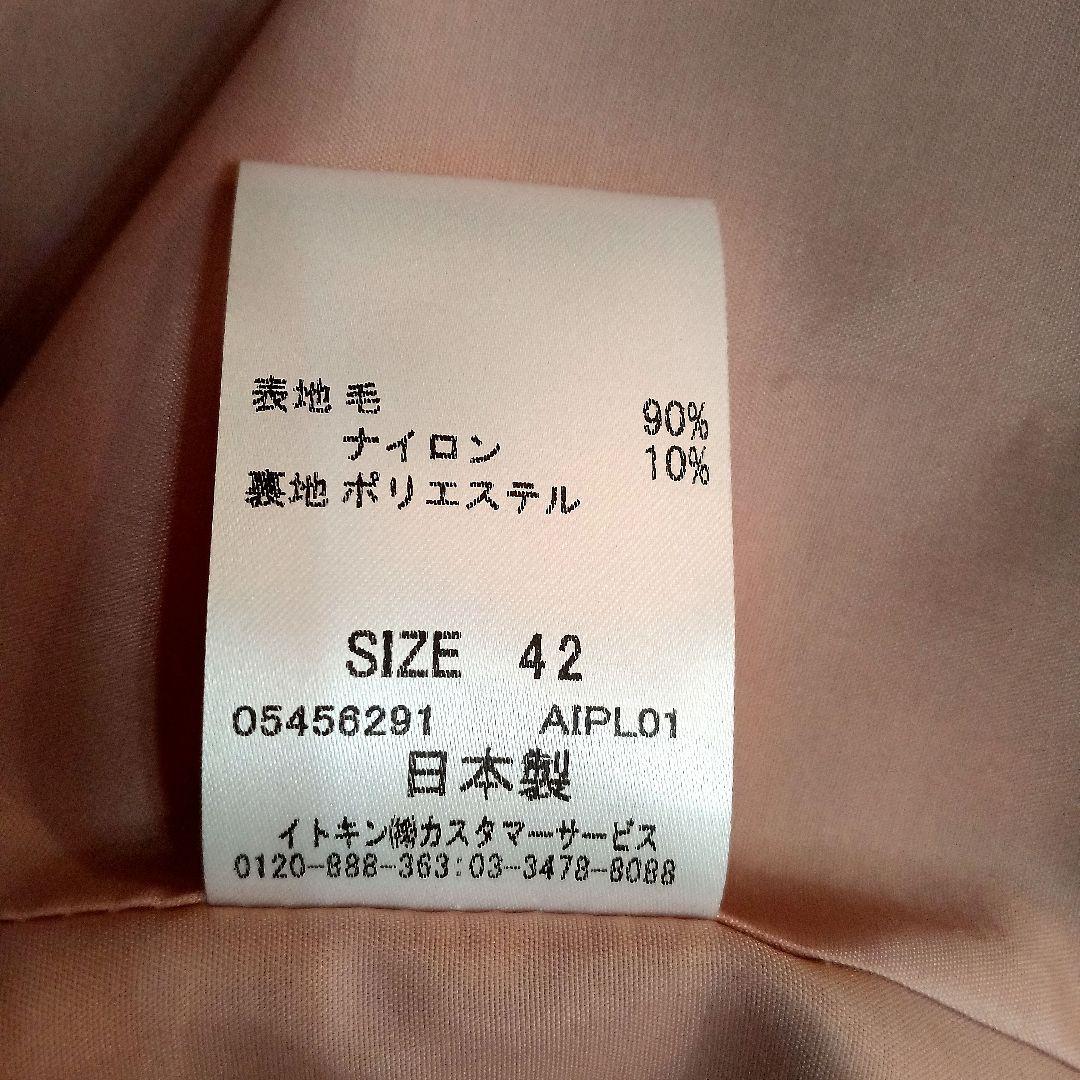 表地 毛 90%
ナイロン 10%
裏地 ポリエステル
SIZE 42
05456291 AIPL01
日本製
イトキン㈱カスタマーサービス
0120-888-363:03-3478-8088